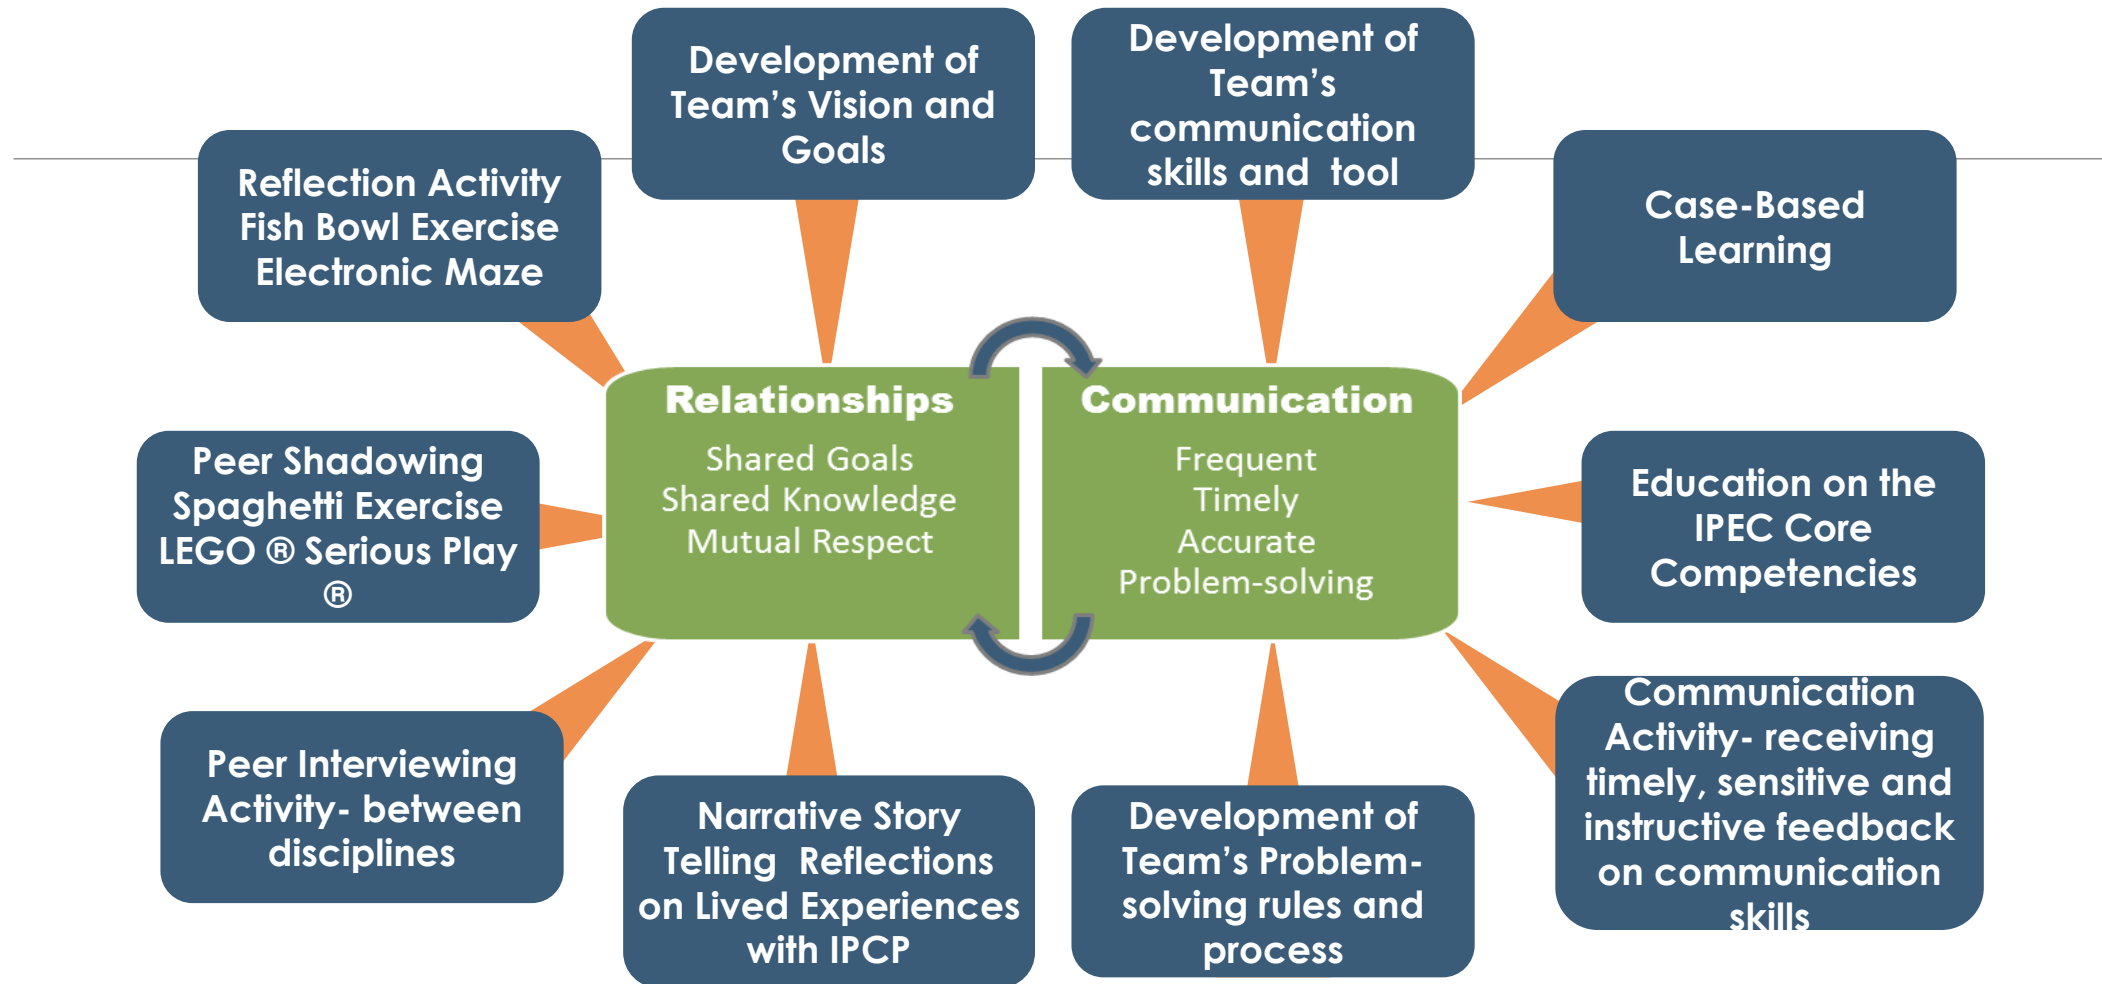 Development of
Team’s Vision and
Goals
Development of
Team’s
communication
skills and  tool
Reflection Activity
Fish Bowl Exercise
Electronic Maze
Case-Based
Learning
Relationships
Shared Goals
Shared Knowledge
Mutual Respect
Communication
Frequent
Timely
Accurate
Problem-solving
Peer Shadowing
Spaghetti Exercise
LEGO ® Serious Play
®
Education on the
IPEC Core
Competencies
Peer Interviewing
Activity- between
disciplines
Narrative Story
Telling  Reflections
on Lived Experiences
with IPCP
Development of
Team’s Problem-
solving rules and
process
Communication
Activity- receiving
timely, sensitive and
instructive feedback
on communication
skills